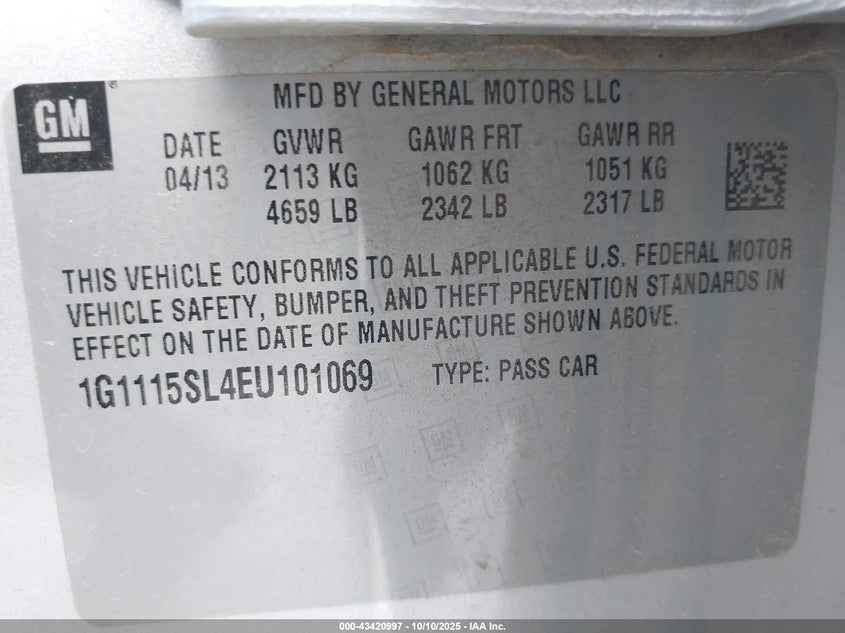 GM
MFD BY GENERAL MOTORS LLC
DATE GVWR GAWR FRT GAWR RR
04/13 2113 KG 1062 KG 1051 KG
4659 LB 2342 LB 2317 LB
THIS VEHICLE CONFORMS TO ALL APPLICABLE U.S. FEDERAL MOTOR
VEHICLE SAFETY, BUMPER, AND THEFT PREVENTION STANDARDS IN
EFFECT ON THE DATE OF MANUFACTURE SHOWN ABOVE.
1G1115SL4EU101069 TYPE: PASS CAR
GM
GM
GM
000-43420997 - 10/10/2025 - IAA Inc.